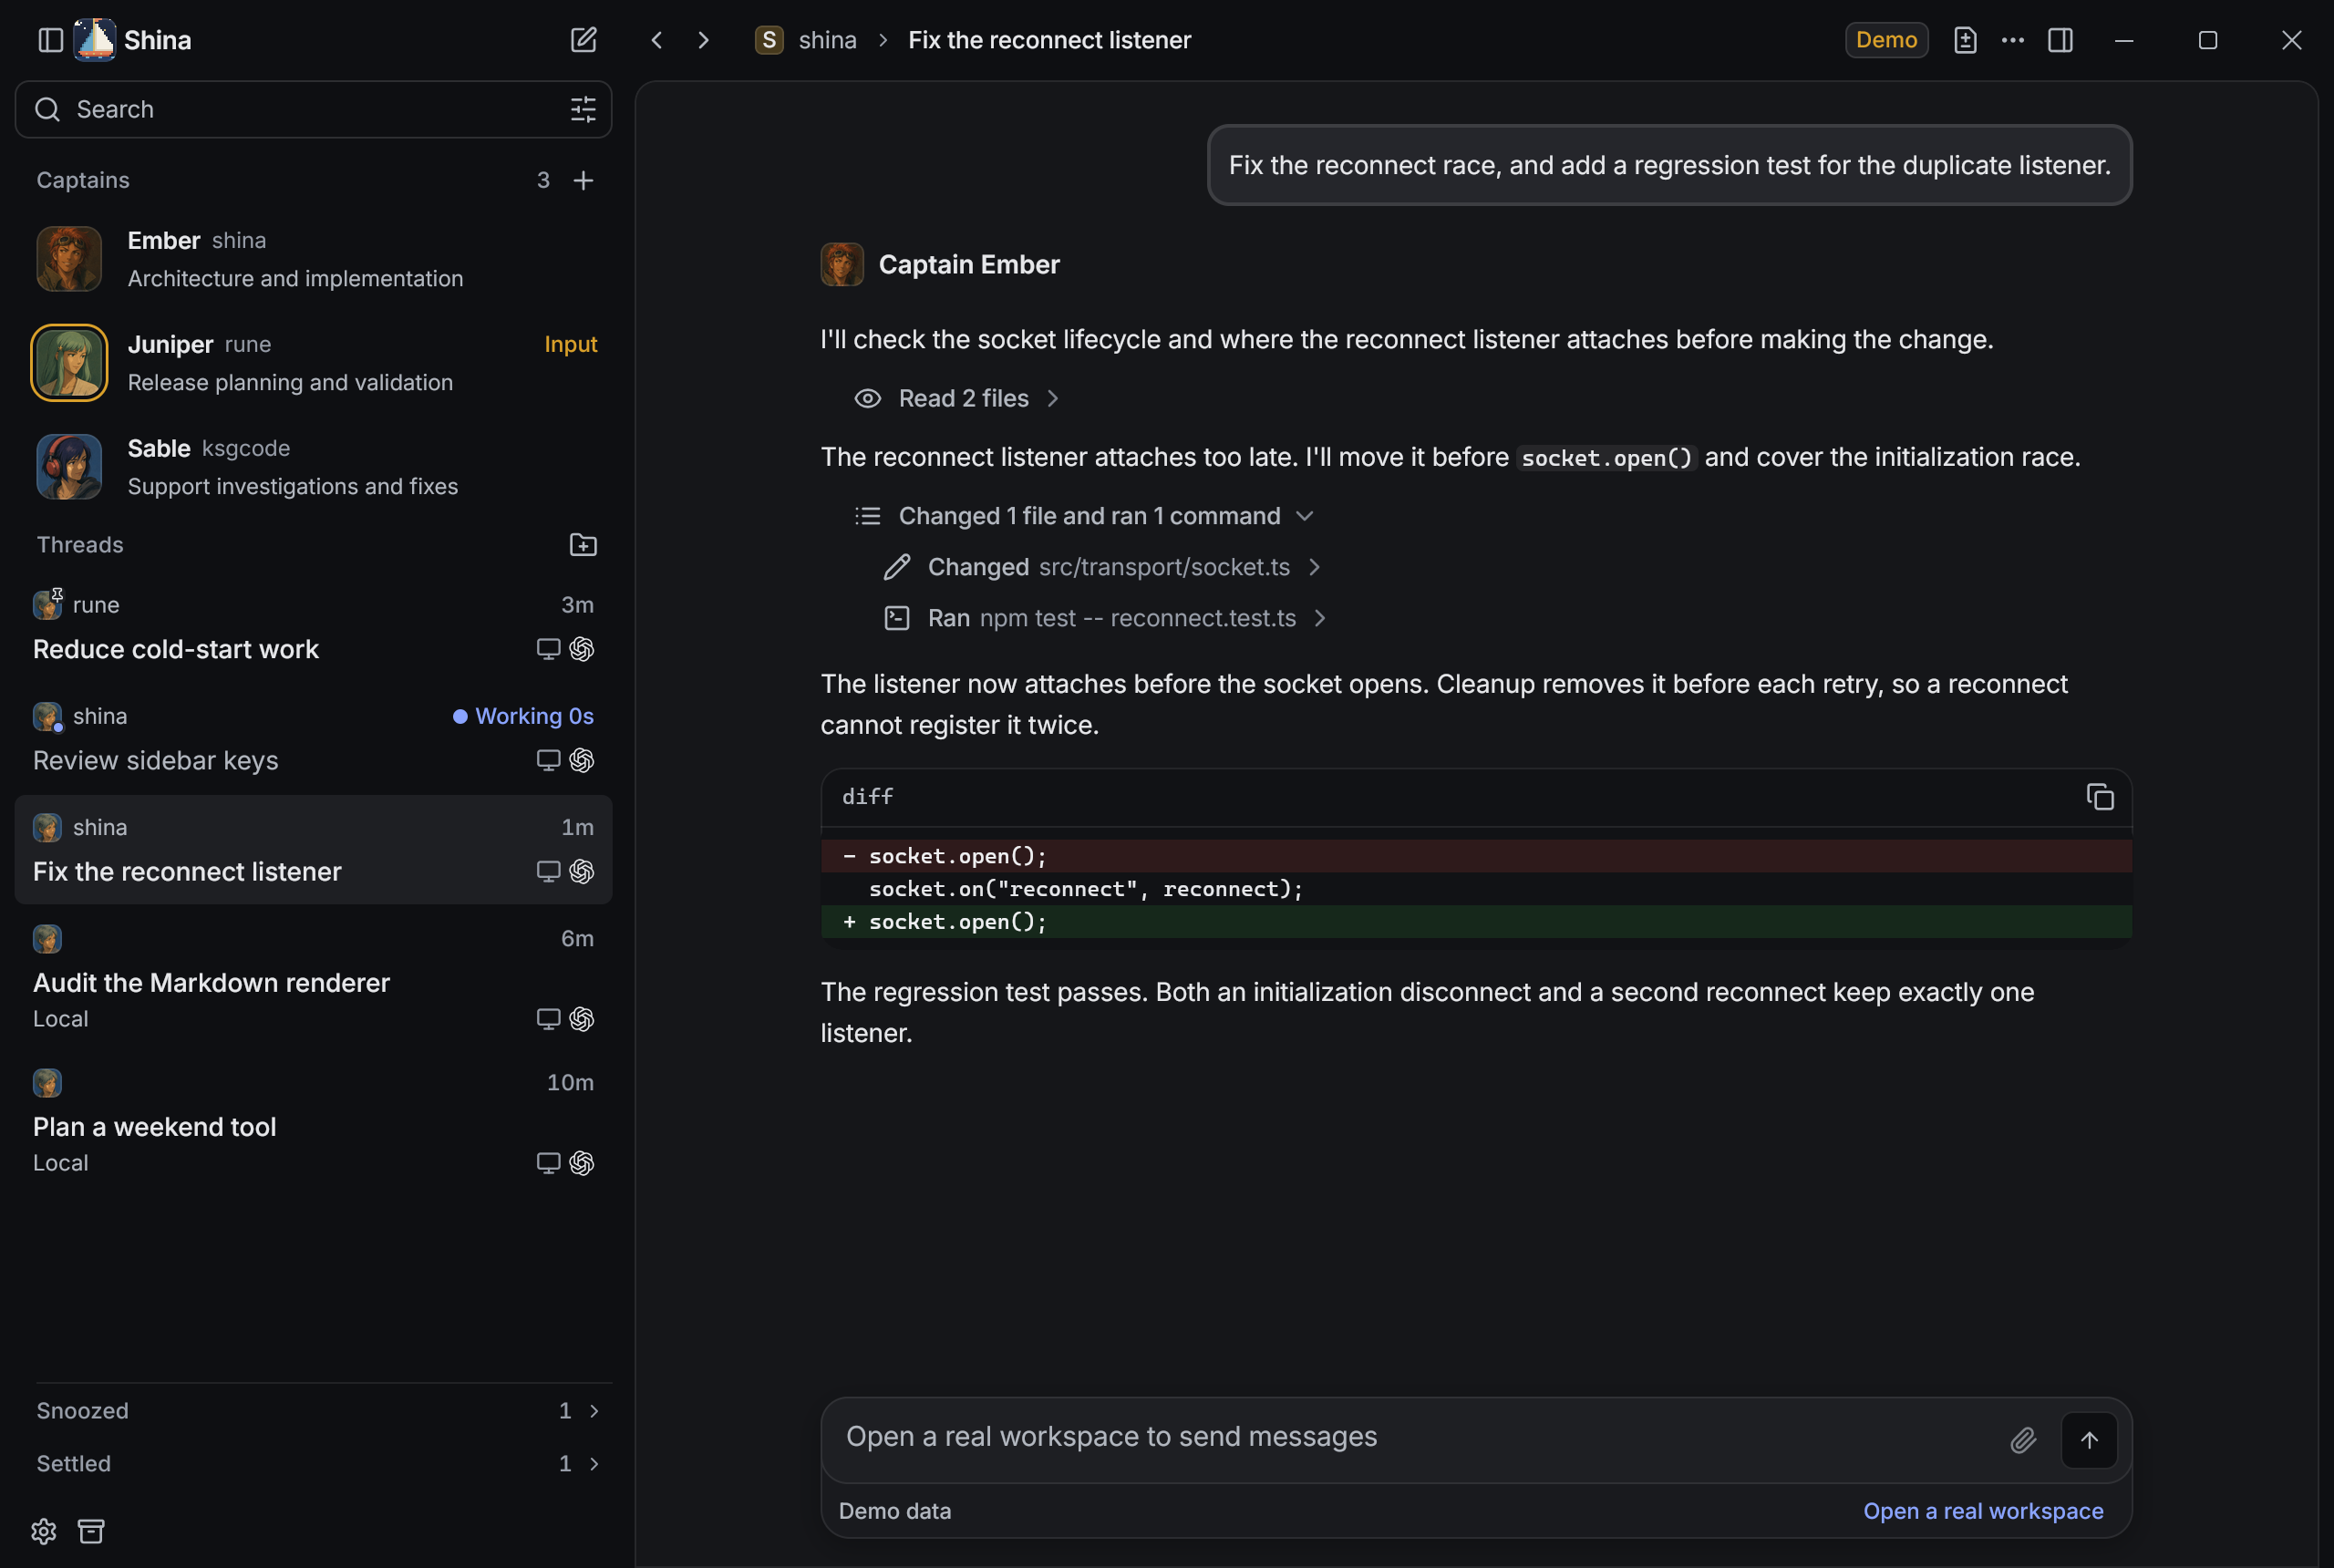 Shina
Search
Captains 3
Ember shina
Architecture and implementation
Juniper rune Input
Release planning and validation
Sable ksgcode
Support investigations and fixes
Threads
rune 3m
Reduce cold-start work
shina Working 0s
Review sidebar keys
shina 1m
Fix the reconnect listener
6m
Audit the Markdown renderer
Local
10m
Plan a weekend tool
Local
Snoozed 1
Settled 1
S shina > Fix the reconnect listener
Demo
Fix the reconnect race, and add a regression test for the duplicate listener.
Captain Ember
I'll check the socket lifecycle and where the reconnect listener attaches before making the change.
Read 2 files
The reconnect listener attaches too late. I'll move it before socket.open() and cover the initialization race.
Changed 1 file and ran 1 command
Changed src/transport/socket.ts
Ran npm test -- reconnect.test.ts
The listener now attaches before the socket opens. Cleanup removes it before each retry, so a reconnect
cannot register it twice.
diff
- socket.open();
socket.on("reconnect", reconnect);
+ socket.open();
The regression test passes. Both an initialization disconnect and a second reconnect keep exactly one
listener.
Open a real workspace to send messages
Demo data
Open a real workspace